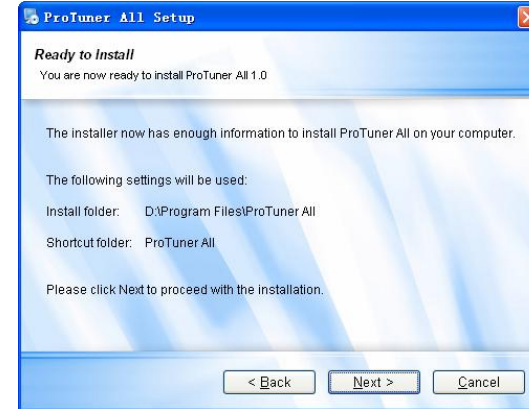 ProTuner All Setup
Ready to Install
You are now ready to install ProTuner All 1.0
The installer now has enough information to install ProTuner All on your computer.
The following settings will be used:
Install folder: D:\Program Files\ProTuner All
Shortcut folder: ProTuner All
Please click Next to proceed with the installation.
< Back Next > Cancel